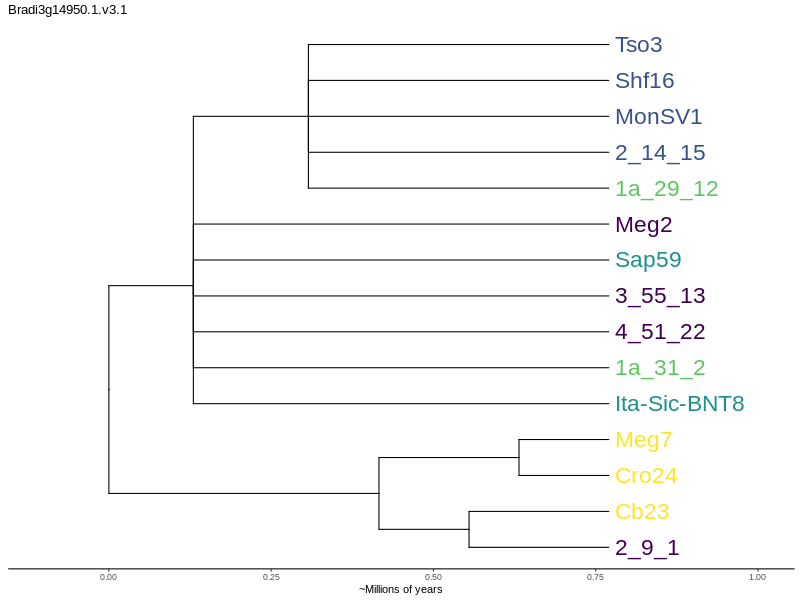 Bradi3g14950.1.v3.1
Tso3
Shf16
MonSV1
2_14_15
1a_29_12
Meg2
Sap59
3_55_13
4_51_22
1a_31_2
Ita-Sic-BNT8
Meg7
Cro24
Cb23
2_9_1
0.00 0.25 0.50 0.75 1.00
~Millions of years